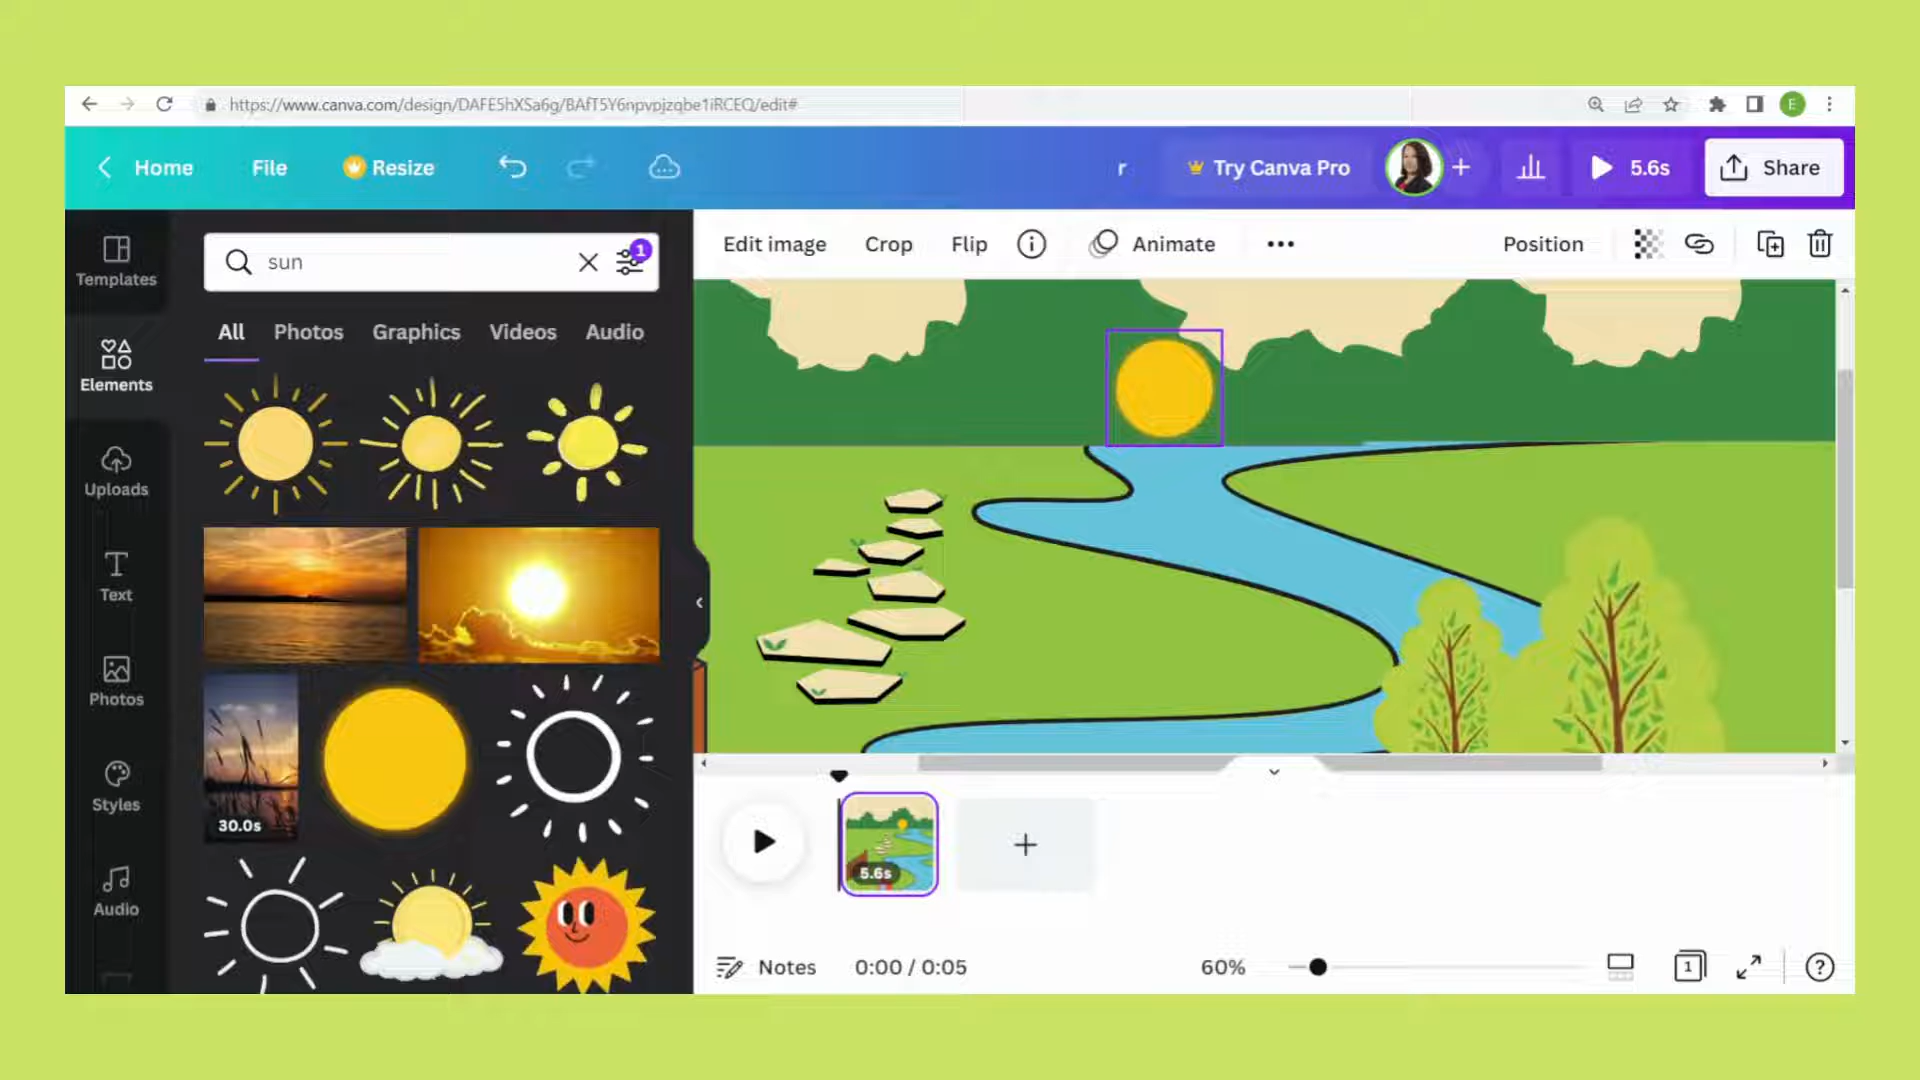 https://www.canva.com/design/DAFE5hXSa6g/BAfT5Y6npvpjzqbe1iRCEQ/edit#
E
Home
File
Resize
r
Try Canva Pro
5.6s
Share
Templates
sun
1
Edit image
Crop
Flip
Animate
Position
All
Photos
Graphics
Videos
Audio
Elements
Uploads
Text
Photos
30.0s
Styles
Audio
5.6s
Notes
0:00 / 0:05
60%
1